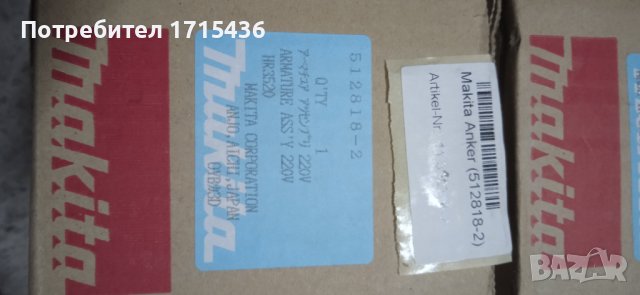 Потребител 1715436
makita
makita
512818-2
Q'TY 1
アーマチュア アッセンブリ 220V
ARMATURE ASS'Y 220V
HR3520
MAKITA CORPORATION
ANJO, AICHI, JAPAN
Makita Anker (512818-2)
Artikel-Nr.
makita
BAZAR